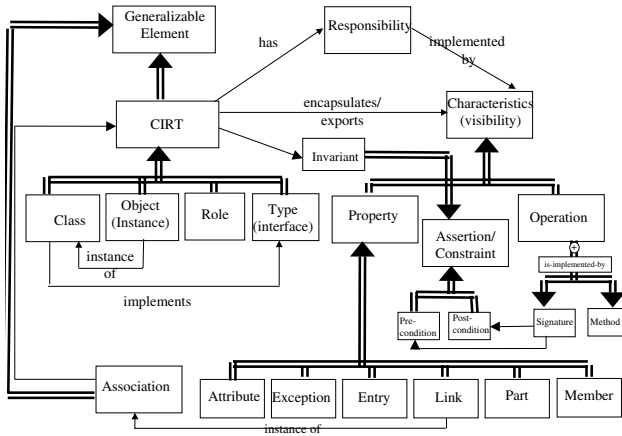 Generalizable
Element
Responsibility
has
implemented
by
CIRT
encapsulates/
exports
Characteristics
(visibility)
Invariant
Class
Object
(Instance)
Role
Type
(interface)
instance
of
implements
Property
Assertion/
Constraint
Operation
+
is-implemented-by
Pre-
condition
Post-
condition
Signature
Method
Association
Attribute
Exception
Entry
Link
Part
Member
instance of